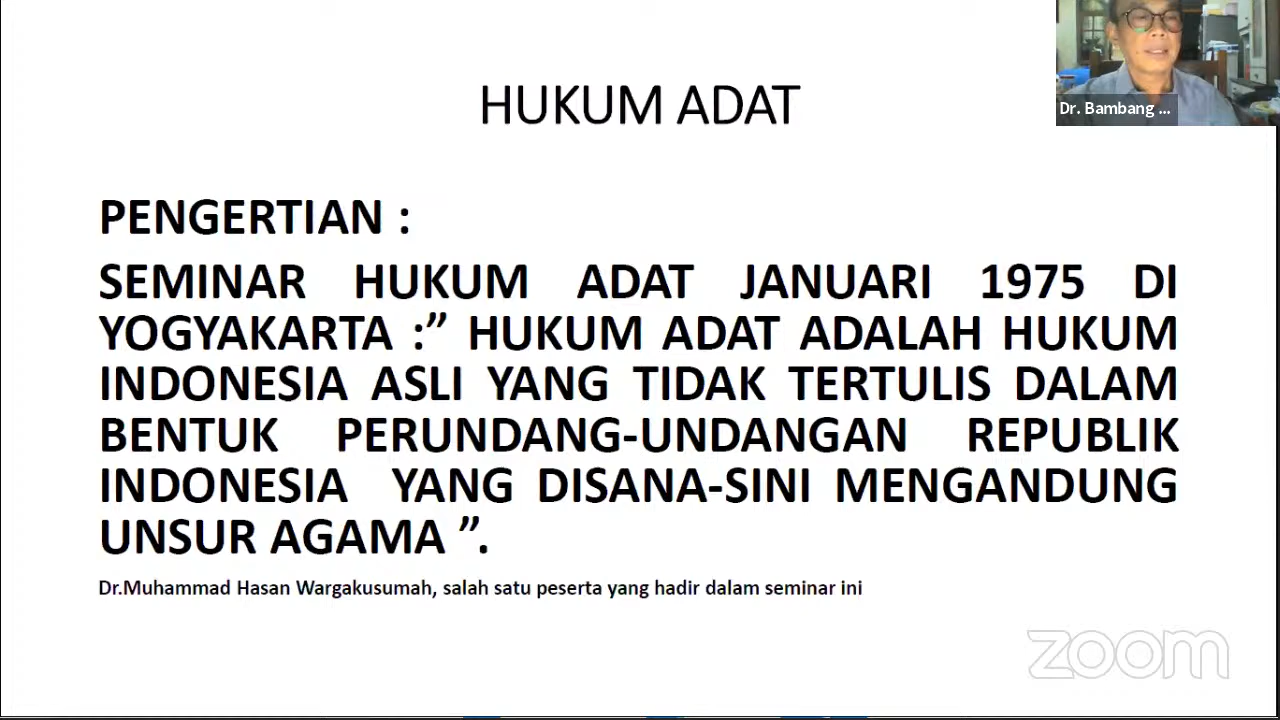 HUKUM ADAT
Dr. Bambang ...
PENGERTIAN :
SEMINAR HUKUM ADAT JANUARI 1975 DI
YOGYAKARTA :” HUKUM ADAT ADALAH HUKUM
INDONESIA ASLI YANG TIDAK TERTULIS DALAM
BENTUK PERUNDANG-UNDANGAN REPUBLIK
INDONESIA YANG DISANA-SINI MENGANDUNG
UNSUR AGAMA ”.
Dr.Muhammad Hasan Wargakusumah, salah satu peserta yang hadir dalam seminar ini
zoom